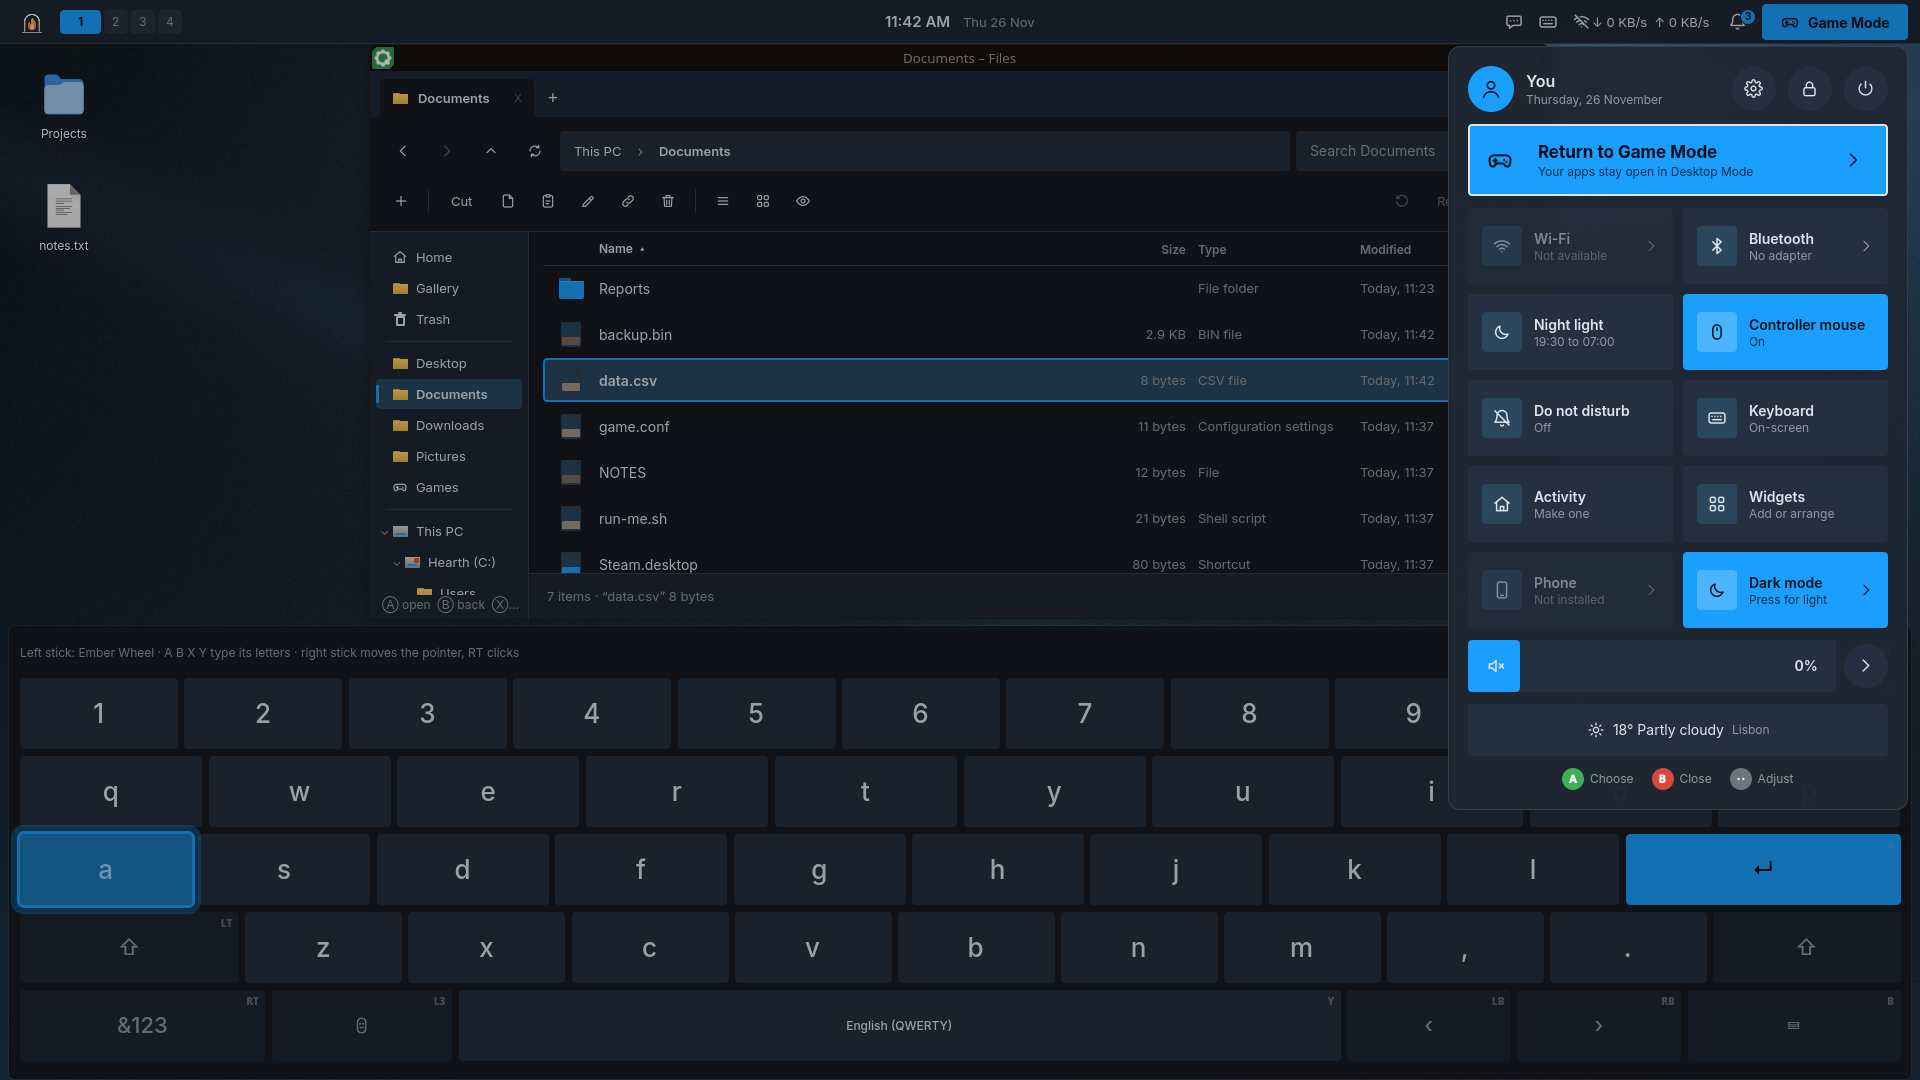 1 2 3 4
11:42 AM Thu 26 Nov
↓ 0 KB/s ↑ 0 KB/s
3
Game Mode
Projects
notes.txt
Documents – Files
Documents X +
This PC › Documents
Search Documents
Cut
Home
Gallery
Trash
Desktop
Documents
Downloads
Pictures
Games
This PC
Hearth (C:)
Users
A open B back X...
Name Size Type Modified
Reports File folder Today, 11:23
backup.bin 2.9 KB BIN file Today, 11:42
data.csv 8 bytes CSV file Today, 11:42
game.conf 11 bytes Configuration settings Today, 11:37
NOTES 12 bytes File Today, 11:37
run-me.sh 21 bytes Shell script Today, 11:37
Steam.desktop 80 bytes Shortcut Today, 11:37
7 items · “data.csv” 8 bytes
You
Thursday, 26 November
Return to Game Mode
Your apps stay open in Desktop Mode
Wi-Fi
Not available
Bluetooth
No adapter
Night light
19:30 to 07:00
Controller mouse
On
Do not disturb
Off
Keyboard
On-screen
Activity
Make one
Widgets
Add or arrange
Phone
Not installed
Dark mode
Press for light
0%
18° Partly cloudy Lisbon
A Choose B Close Adjust
Left stick: Ember Wheel · A B X Y type its letters · right stick moves the pointer, RT clicks
1 2 3 4 5 6 7 8 9
q w e r t y u i o p
a s d f g h j k l
LT z x c v b n m , .
&123 RT L3 English (QWERTY) Y ‹ LB › RB B